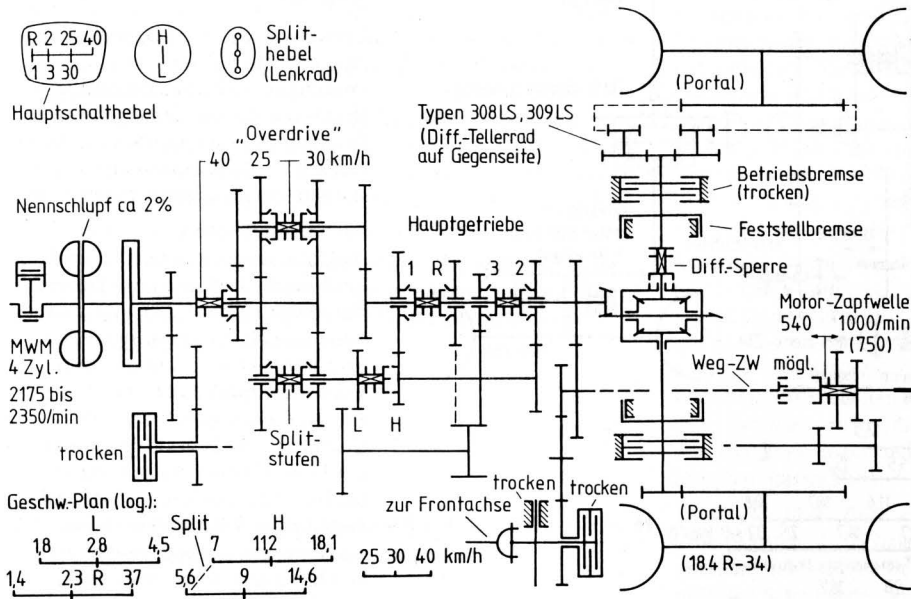 R 2 25 40
1 3 30
Hauptschalthebel
H
L
Split-
hebel
(Lenkrad)
„Overdrive"
40 25 30 km/h
Nennschlupf ca 2%
MWM
4 Zyl.
2175 bis
2350/min
trocken
Split-
stufen
Hauptgetriebe
1 R 3 2
L H
(Portal)
Typen 308LS, 309LS
(Diff.-Tellerrad
auf Gegenseite)
Betriebsbremse
(trocken)
Feststellbremse
Diff.-Sperre
Motor-Zapfwelle
540 1000/min
(750)
Weg-ZW mögl.
zur Frontachse
trocken
trocken
(Portal)
(18.4 R-34)
Geschw.-Plan (log.):
L Split H
1,8 2,8 4,5 7 11,2 18,1
1,4 2,3 R 3,7 5,6 9 14,6
25 30 40 km/h